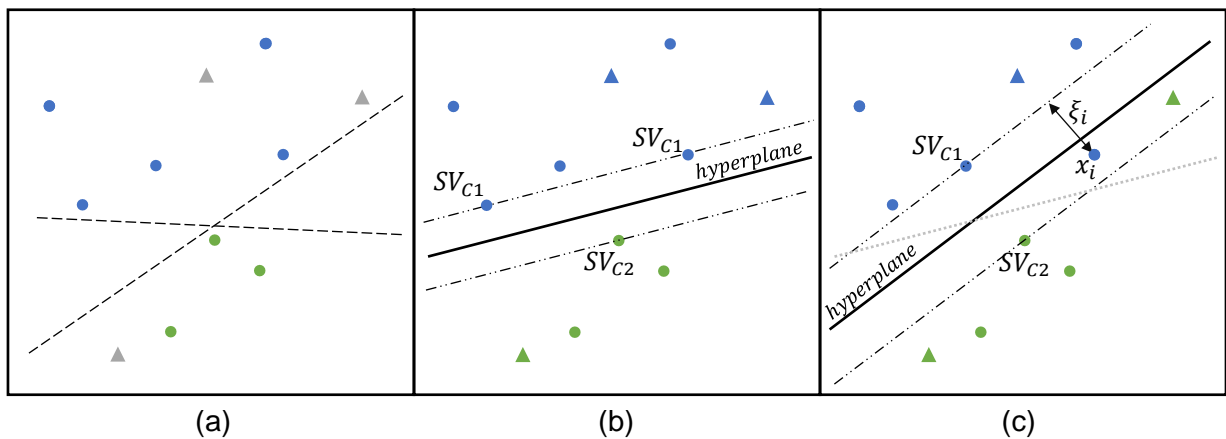 SV_{C1}
hyperplane
SV_{C1}
SV_{C2}
ξ_i
SV_{C1}
x_i
SV_{C2}
hyperplane
(a)
(b)
(c)